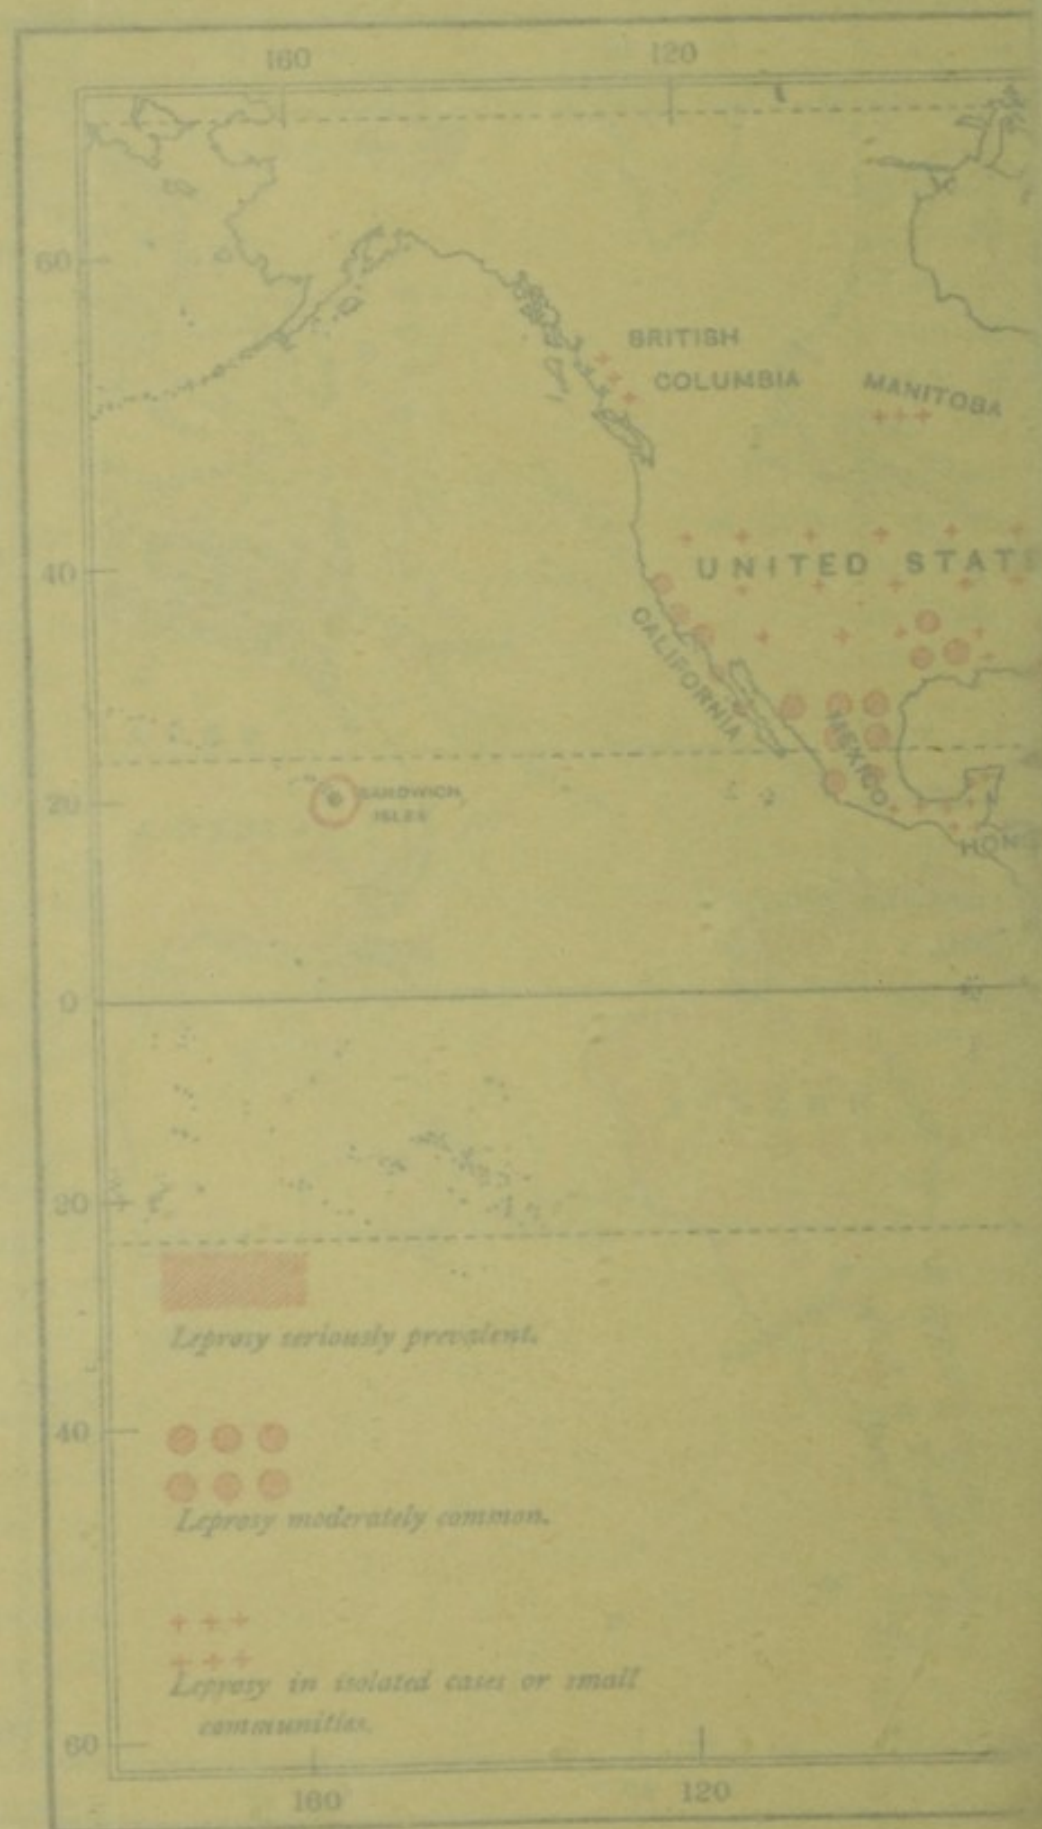 160 120
60
BRITISH
COLUMBIA
MANITOBA
40
UNITED STATE
CALIFORNIA
MEXICO
20
SANDWICH
ISLES
HON
0
20
Leprosy seriously prevalent.
40
Leprosy moderately common.
Leprosy in isolated cases or small
communities.
60
160 120